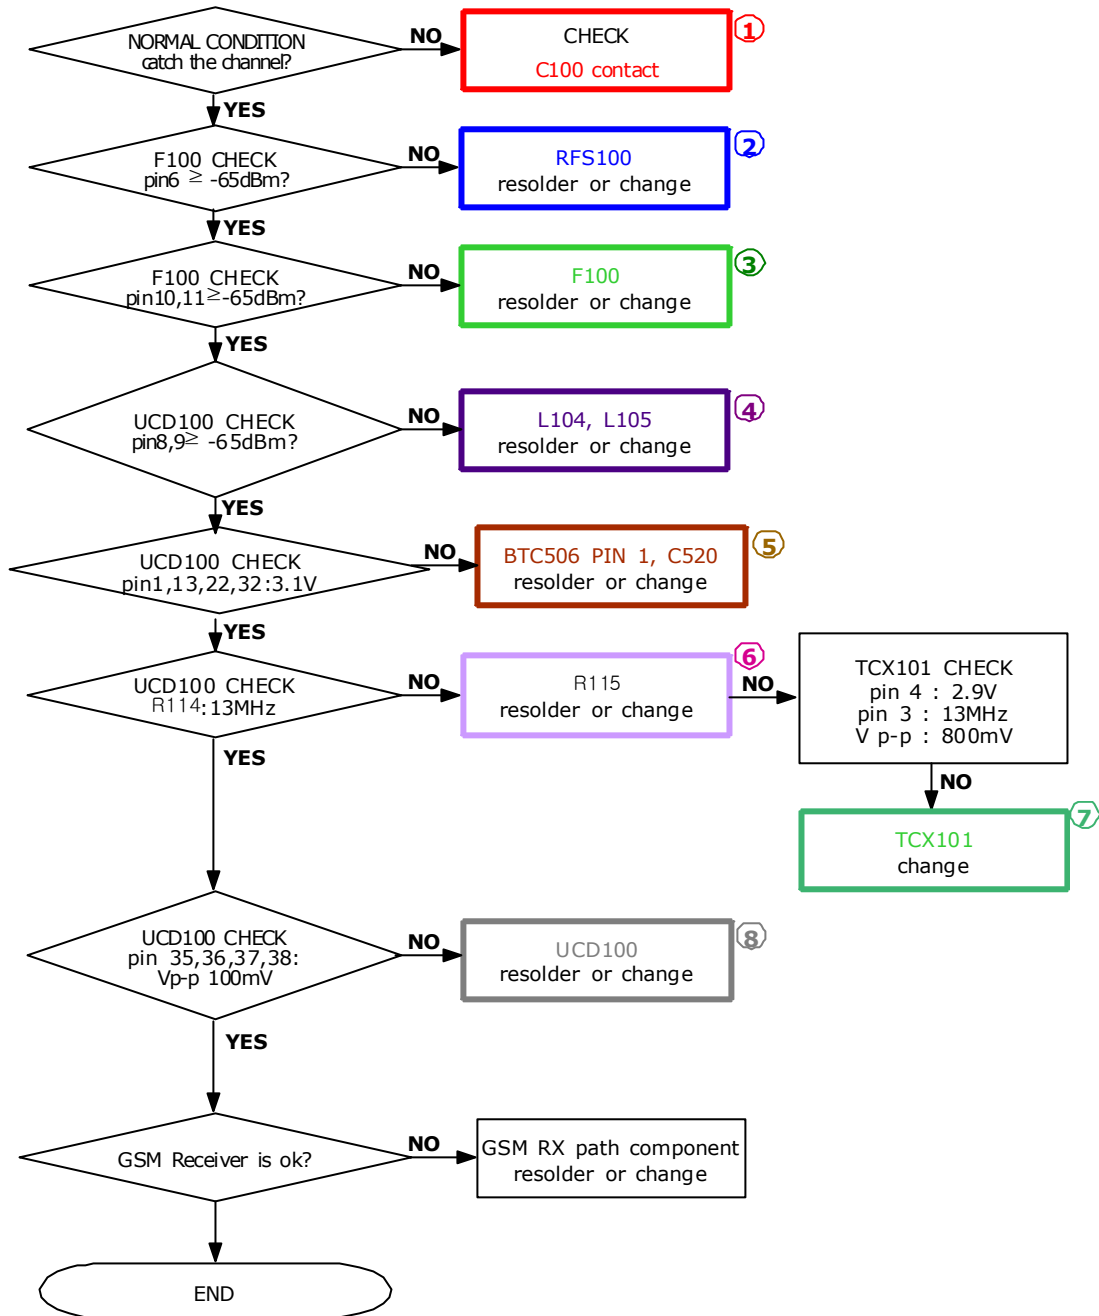 NORMAL CONDITION
catch the channel?
NO
CHECK
C100 contact
1
YES
F100 CHECK
pin6 ≥ -65dBm?
NO
RFS100
resolder or change
2
YES
F100 CHECK
pin10,11≥-65dBm?
NO
F100
resolder or change
3
YES
UCD100 CHECK
pin8,9≥ -65dBm?
NO
L104, L105
resolder or change
4
YES
UCD100 CHECK
pin1,13,22,32:3.1V
NO
BTC506 PIN 1, C520
resolder or change
5
YES
UCD100 CHECK
R114:13MHz
NO
R115
resolder or change
6
NO
TCX101 CHECK
pin 4 : 2.9V
pin 3 : 13MHz
V p-p : 800mV
NO
TCX101
change
7
YES
UCD100 CHECK
pin 35,36,37,38:
Vp-p 100mV
NO
UCD100
resolder or change
8
YES
GSM Receiver is ok?
NO
GSM RX path component
resolder or change
END